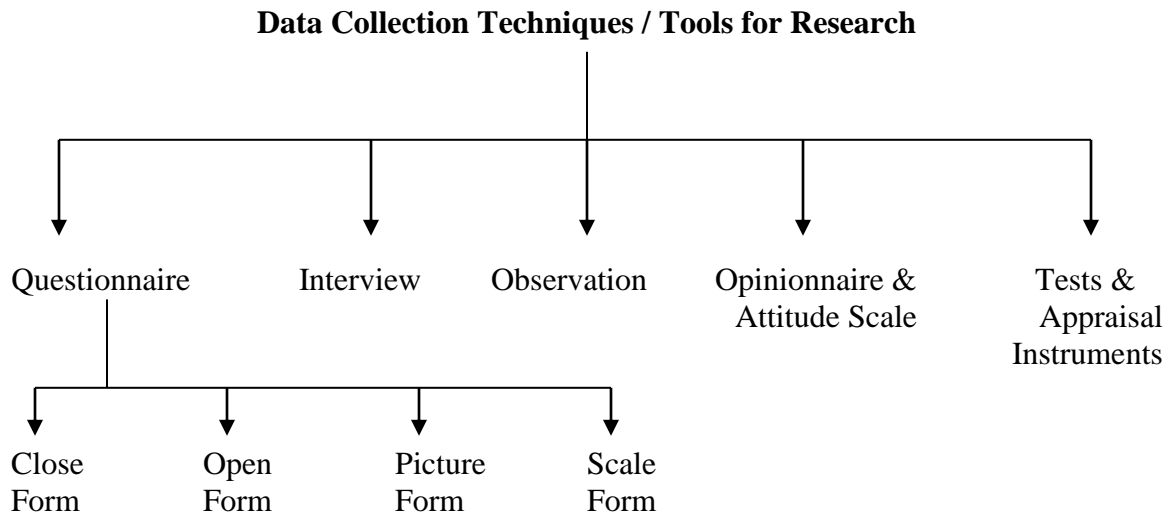 Data Collection Techniques / Tools for Research
Questionnaire
Interview
Observation
Opinionnaire &
Attitude Scale
Tests &
Appraisal
Instruments
Close
Form
Open
Form
Picture
Form
Scale
Form